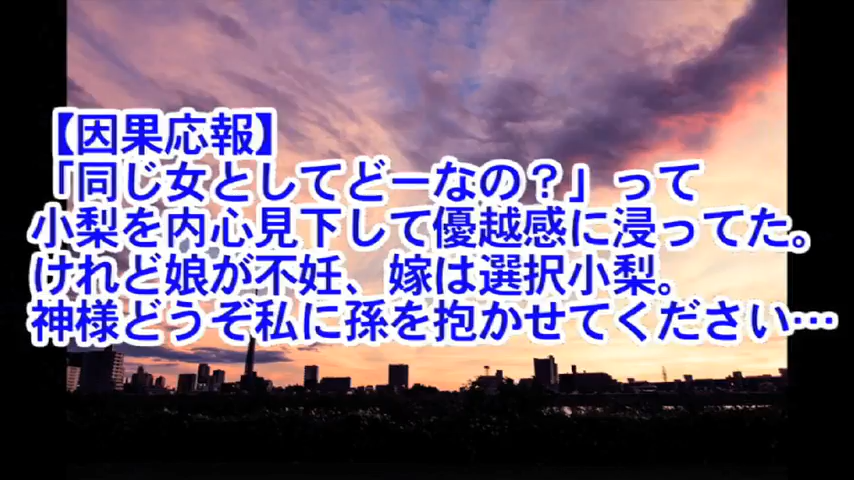 【因果応報】
「同じ女としてどーなの？」って
小梨を内心見下して優越感に浸ってた。
けれど娘が不妊、嫁は選択小梨。
神様どうぞ私に孫を抱かせてください…